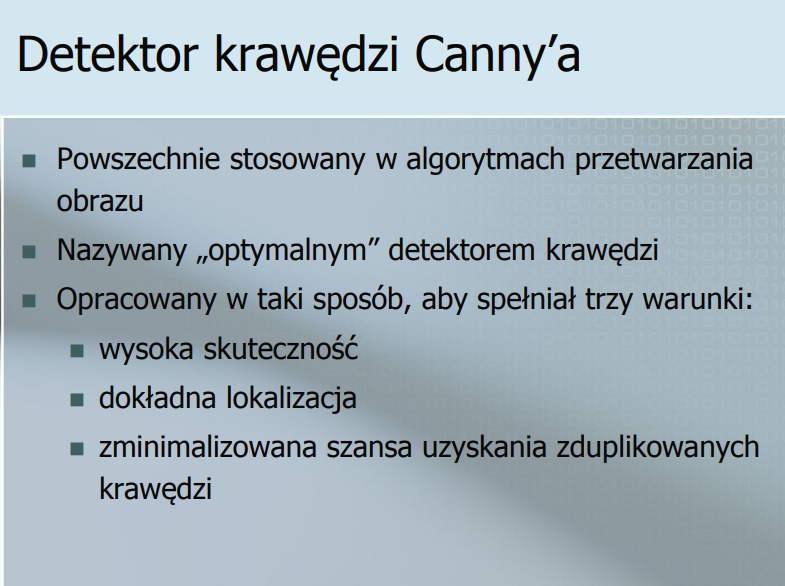 Detektor krawędzi Canny’a
Powszechnie stosowany w algorytmach przetwarzania
obrazu
Nazywany „optymalnym” detektorem krawędzi
Opracowany w taki sposób, aby spełniał trzy warunki:
wysoka skuteczność
dokładna lokalizacja
zminimalizowana szansa uzyskania zduplikowanych
krawędzi